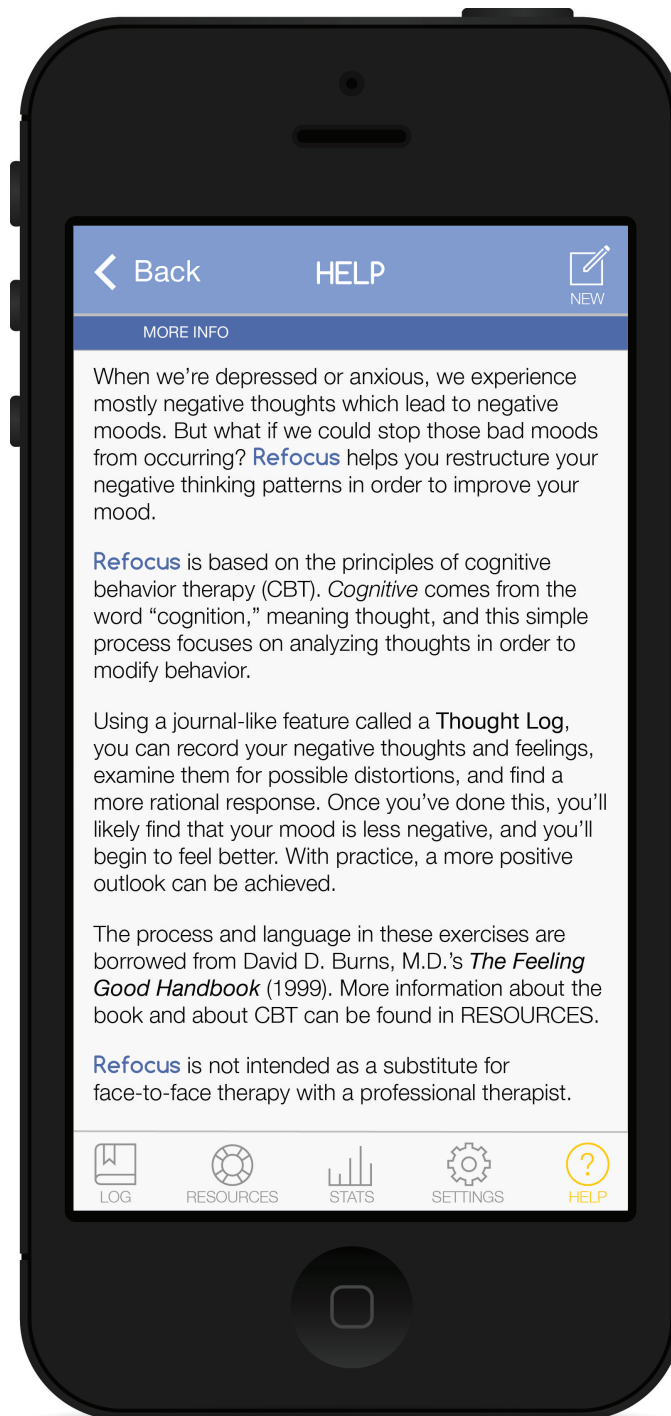 Back
HELP
NEW
MORE INFO
When we’re depressed or anxious, we experience
mostly negative thoughts which lead to negative
moods. But what if we could stop those bad moods
from occurring? Refocus helps you restructure your
negative thinking patterns in order to improve your
mood.
Refocus is based on the principles of cognitive
behavior therapy (CBT). Cognitive comes from the
word “cognition,” meaning thought, and this simple
process focuses on analyzing thoughts in order to
modify behavior.
Using a journal-like feature called a Thought Log,
you can record your negative thoughts and feelings,
examine them for possible distortions, and find a
more rational response. Once you’ve done this, you’ll
likely find that your mood is less negative, and you’ll
begin to feel better. With practice, a more positive
outlook can be achieved.
The process and language in these exercises are
borrowed from David D. Burns, M.D.’s The Feeling
Good Handbook (1999). More information about the
book and about CBT can be found in RESOURCES.
Refocus is not intended as a substitute for
face-to-face therapy with a professional therapist.
LOG
RESOURCES
STATS
SETTINGS
?
HELP